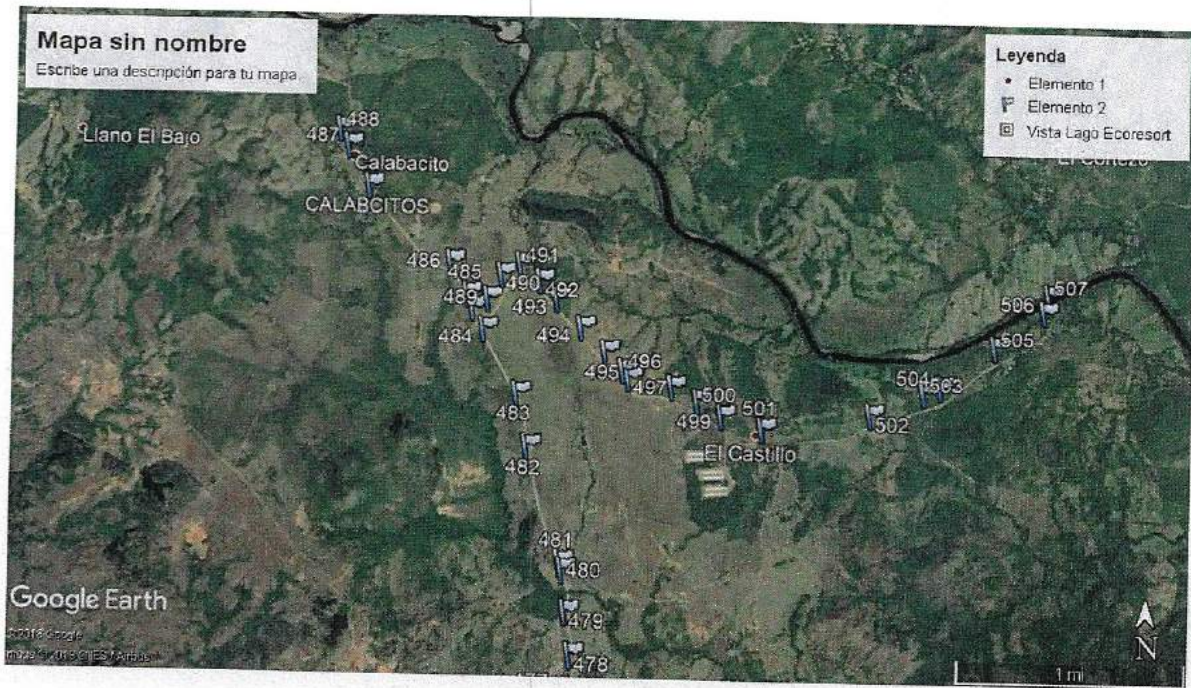 Mapa sin nombre
Escribe una descripción para tu mapa
Leyenda
Elemento 1
Elemento 2
Vista Lago Ecoresort
Llano El Bajo
488
487
Calabacito
CALABCITOS
486
485
491
490
492
489
493
484
494
507
506
505
496
495
497
483
500
499
501
504
503
502
El Castillo
482
481
480
Google Earth
479
478
N
1 mi